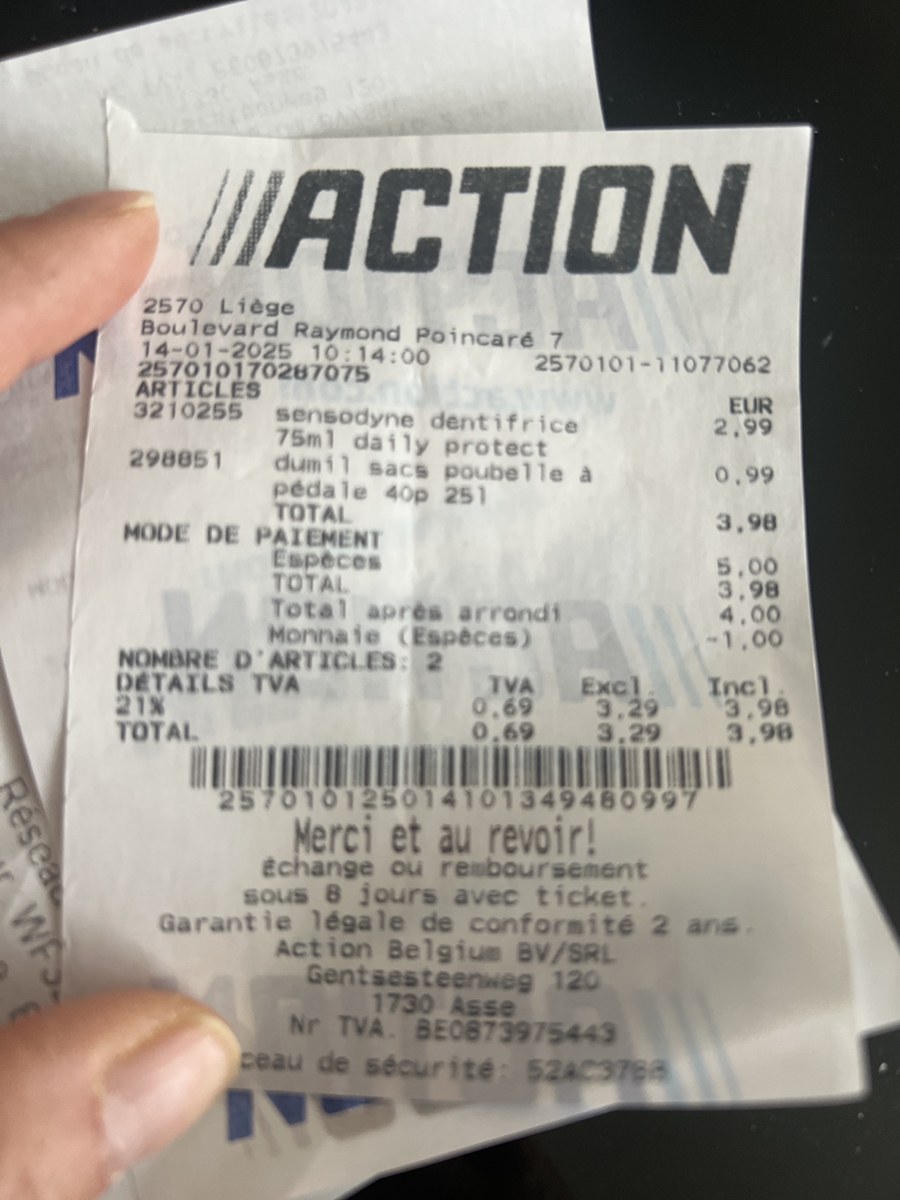 ACTION
2570 Liège
Boulevard Raymond Poincaré 7
14-01-2025 10:14:00 2570101-11077062
257010170287075
ARTICLES EUR
3210255 sensodyne dentifrice 2,99
75ml daily protect
298851 dumil sacs poubelle à 0,99
pédale 40p 25l
TOTAL 3,98
MODE DE PAIEMENT
Espèces 5,00
TOTAL 3,98
Total après arrondi 4,00
Monnaie (Espèces) -1,00
NOMBRE D'ARTICLES: 2
DÉTAILS TVA TVA Excl. Incl.
21% 0,69 3,29 3,98
TOTAL 0,69 3,29 3,98
257010125014101349480997
Merci et au revoir!
Échange ou remboursement
sous 8 jours avec ticket.
Garantie légale de conformité 2 ans.
Action Belgium BV/SRL
Gentsesteenweg 120
1730 Asse
Nr TVA. BE0873975443
ceau de sécurité: